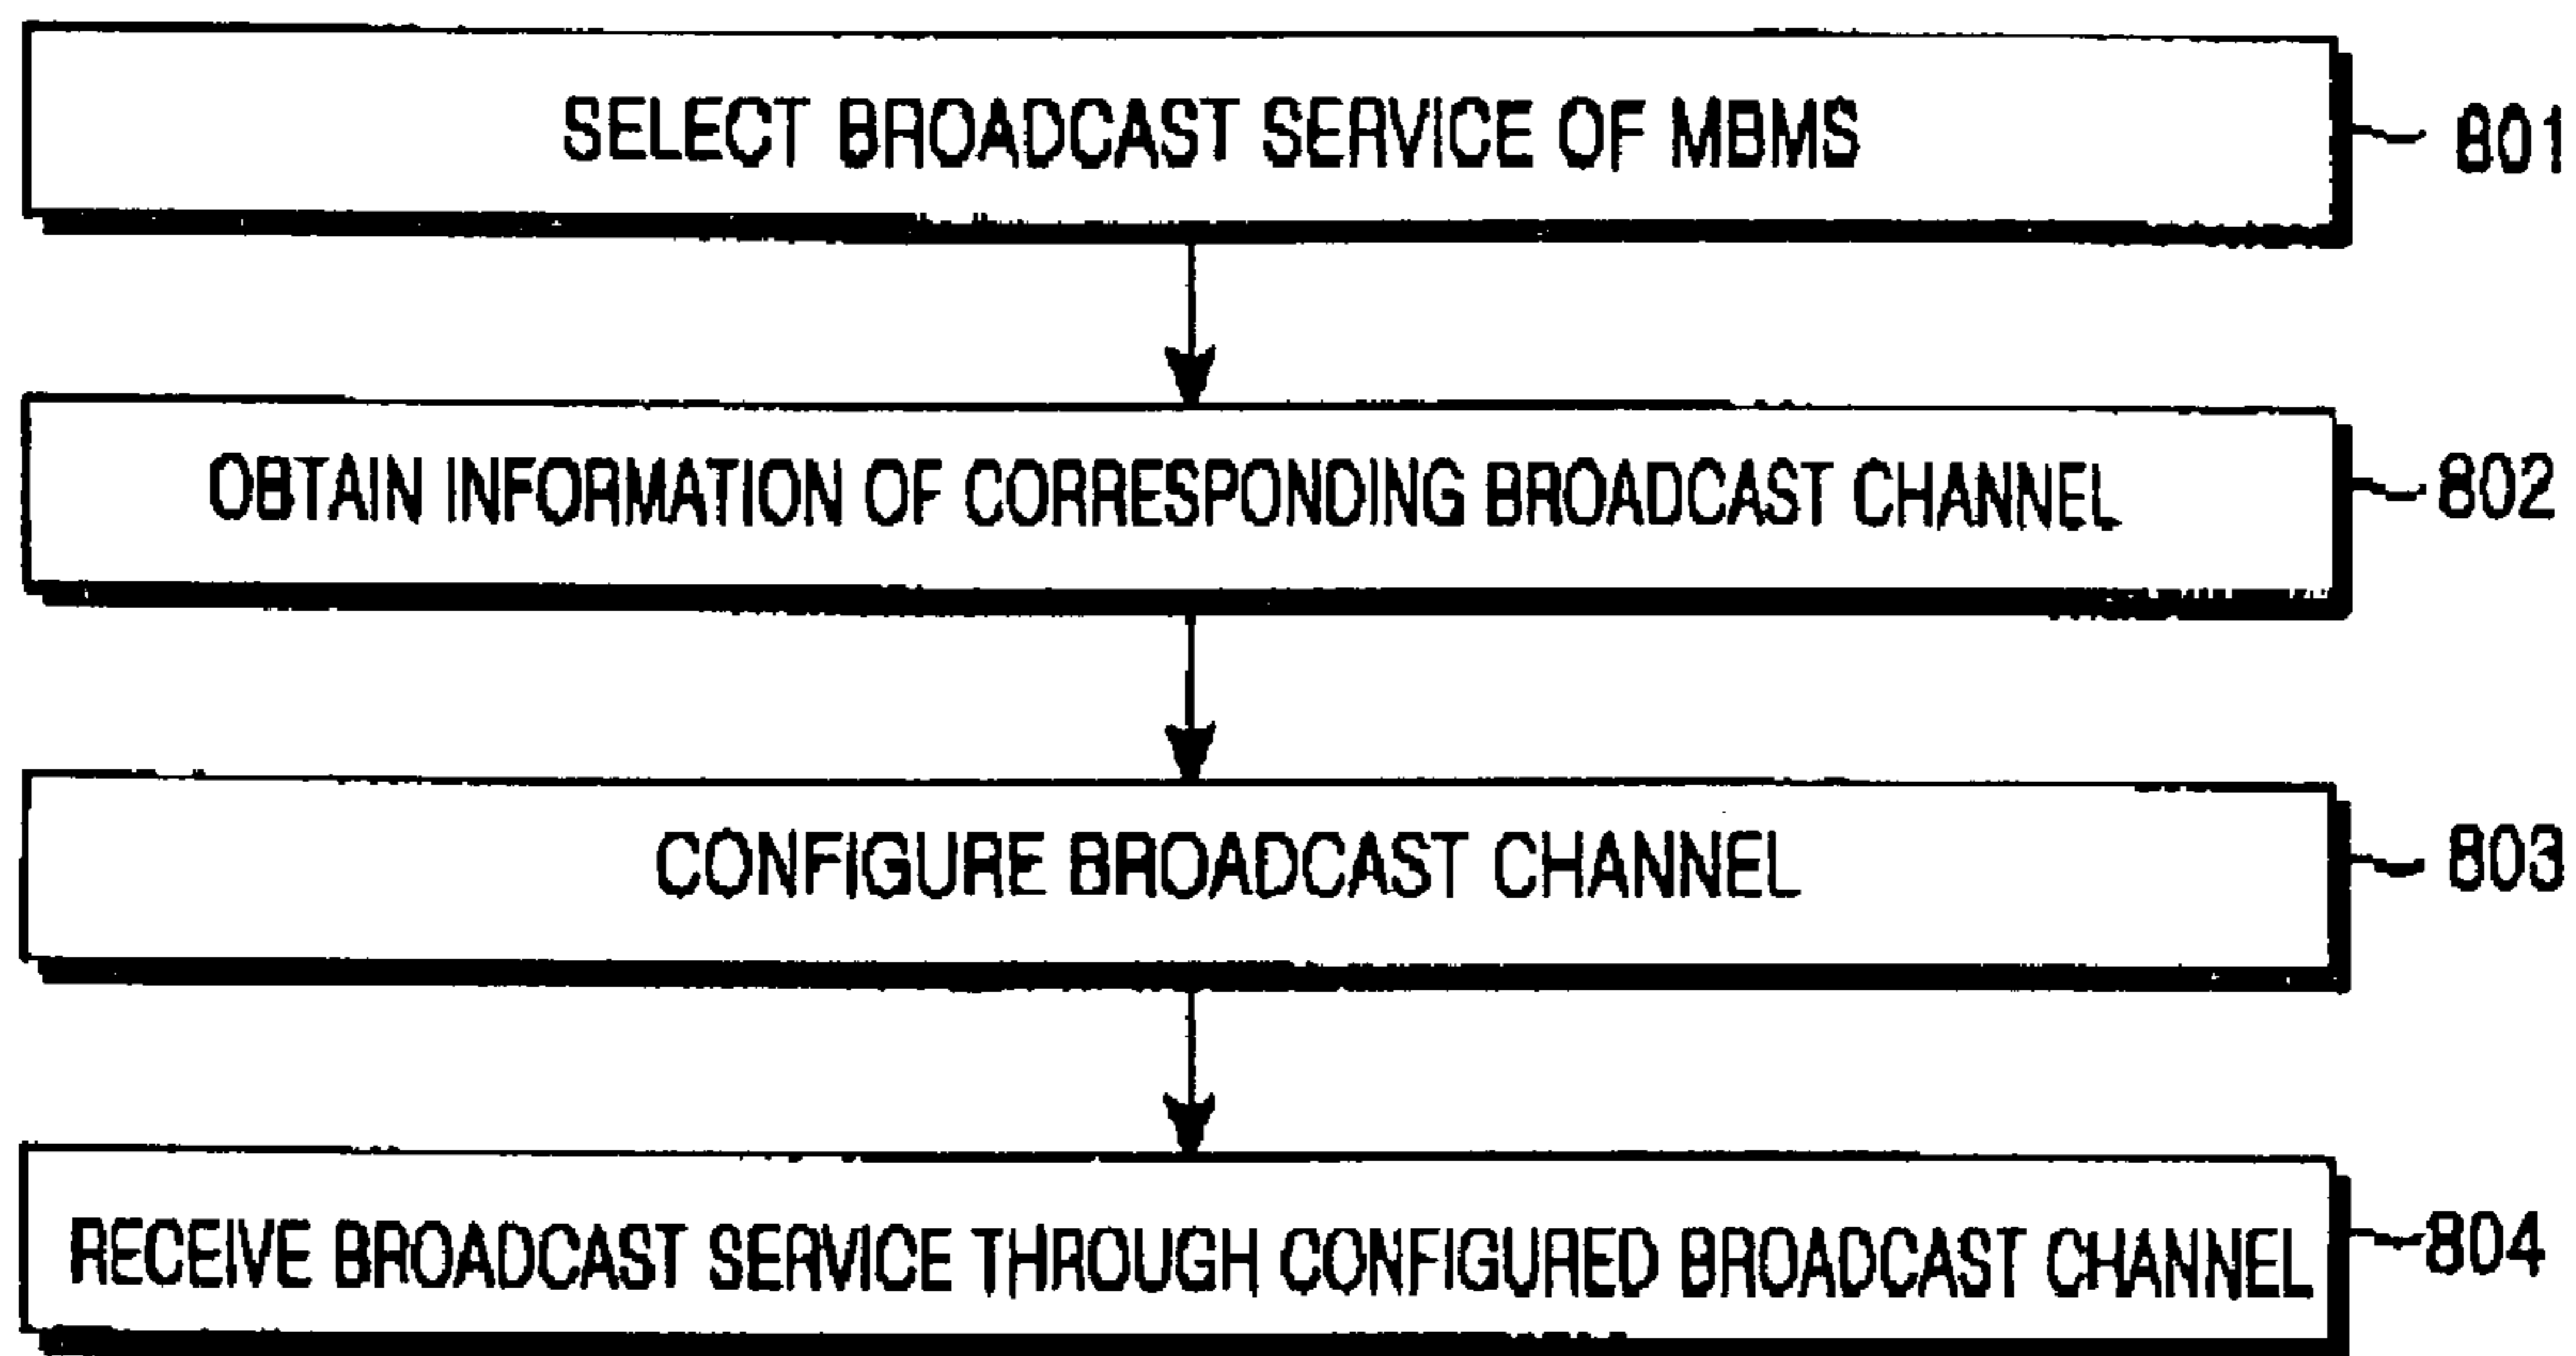 SELECT BROADCAST SERVICE OF MBMS 801
OBTAIN INFORMATION OF CORRESPONDING BROADCAST CHANNEL 802
CONFIGURE BROADCAST CHANNEL 803
RECEIVE BROADCAST SERVICE THROUGH CONFIGURED BROADCAST CHANNEL 804